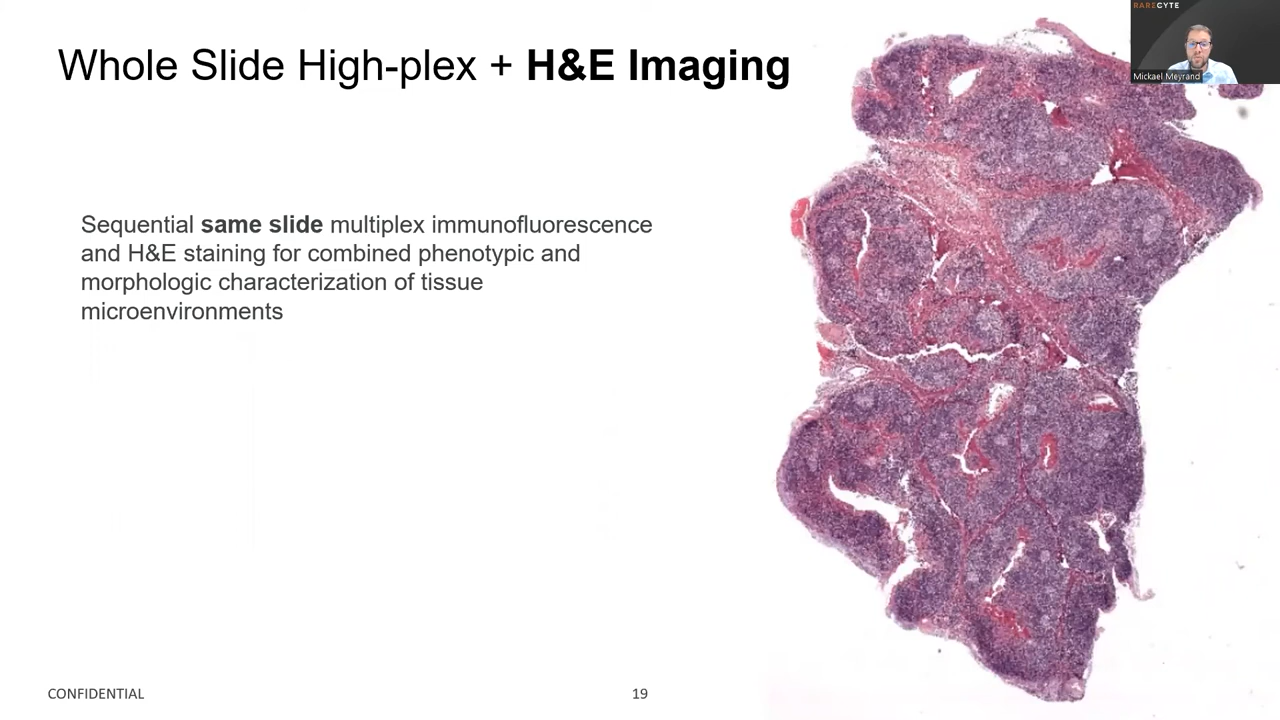 Whole Slide High-plex + H&E Imaging
RARECYTE
Mickael Meyrand
Sequential same slide multiplex immunofluorescence
and H&E staining for combined phenotypic and
morphologic characterization of tissue
microenvironments
CONFIDENTIAL
19